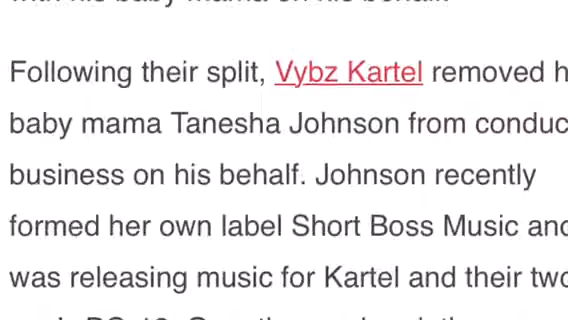 Following their split, Vybz Kartel removed h
baby mama Tanesha Johnson from conduc
business on his behalf. Johnson recently
formed her own label Short Boss Music and
was releasing music for Kartel and their two